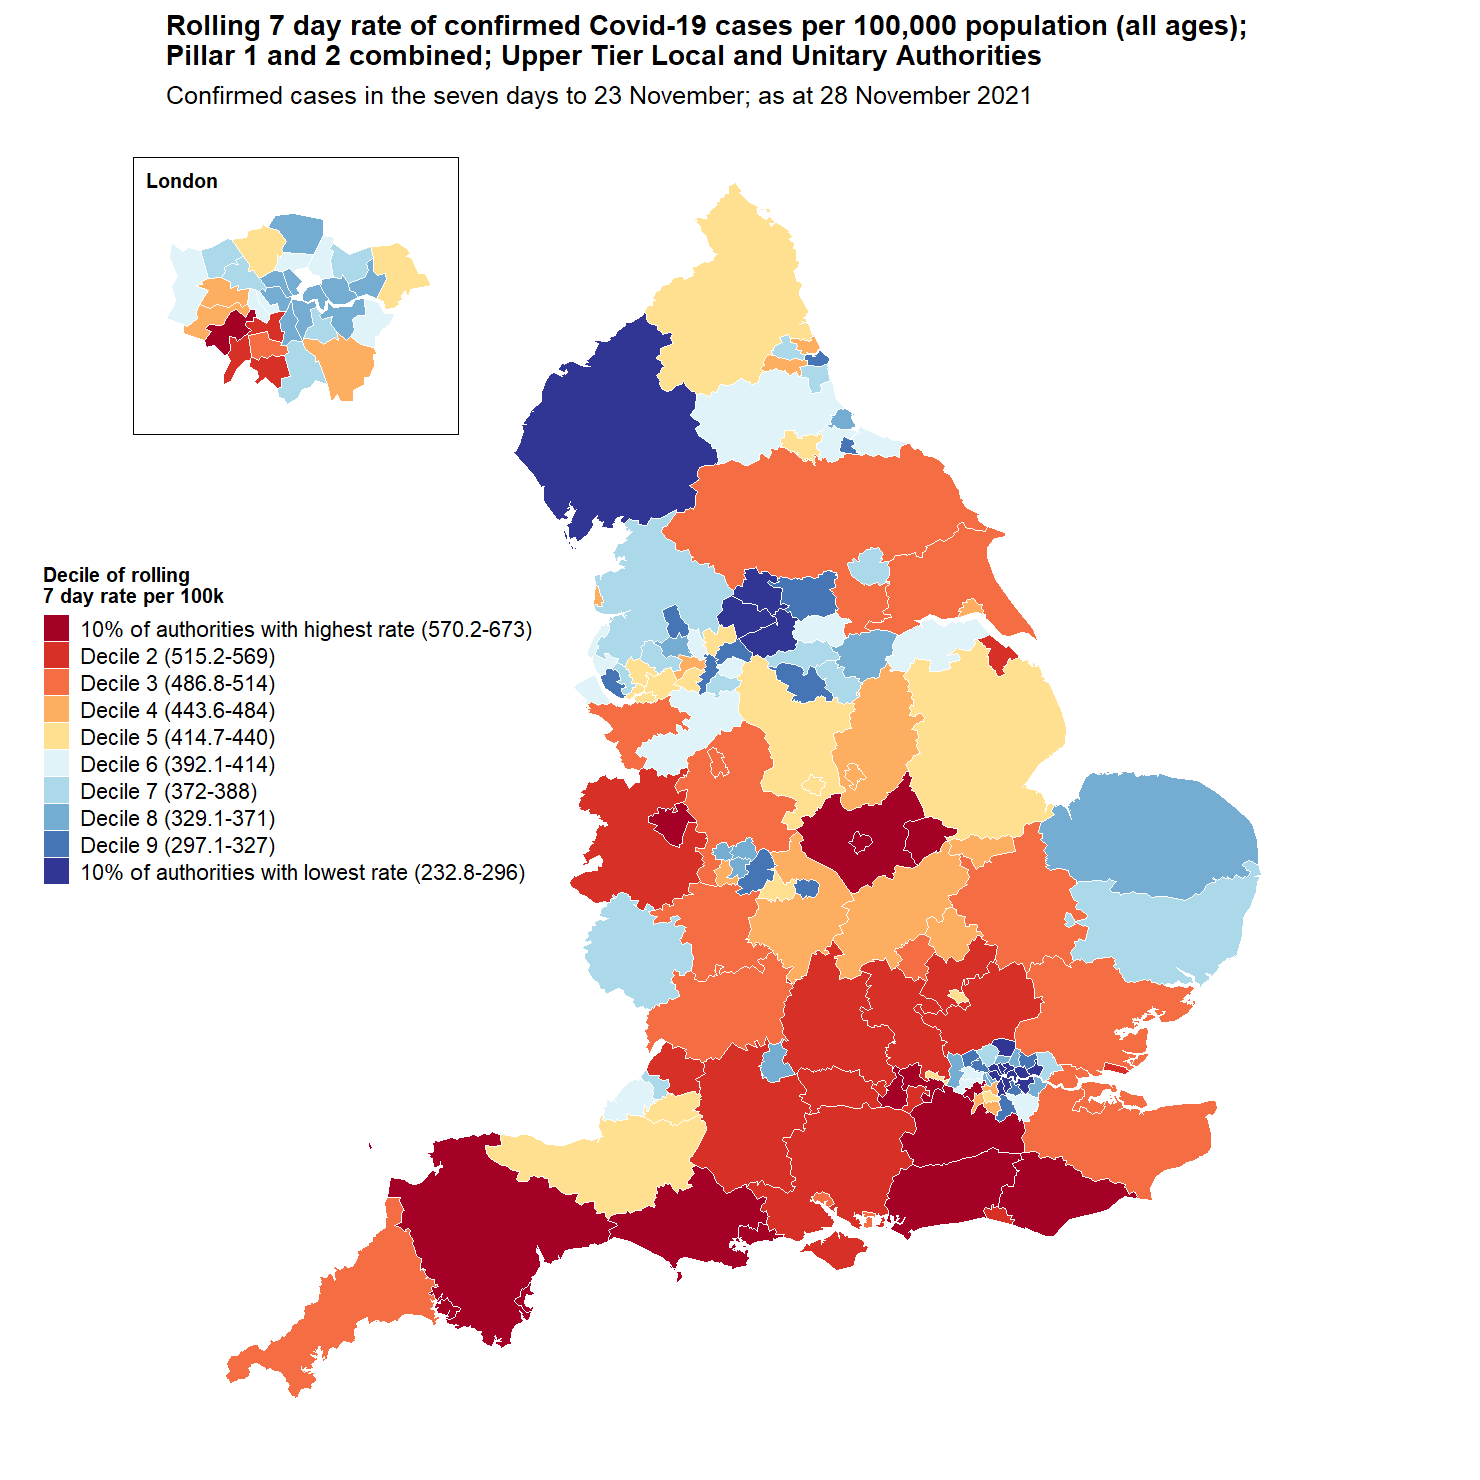 Rolling 7 day rate of confirmed Covid-19 cases per 100,000 population (all ages);
Pillar 1 and 2 combined; Upper Tier Local and Unitary Authorities
Confirmed cases in the seven days to 23 November; as at 28 November 2021
London
Decile of rolling
7 day rate per 100k
10% of authorities with highest rate (570.2-673)
Decile 2 (515.2-569)
Decile 3 (486.8-514)
Decile 4 (443.6-484)
Decile 5 (414.7-440)
Decile 6 (392.1-414)
Decile 7 (372-388)
Decile 8 (329.1-371)
Decile 9 (297.1-327)
10% of authorities with lowest rate (232.8-296)